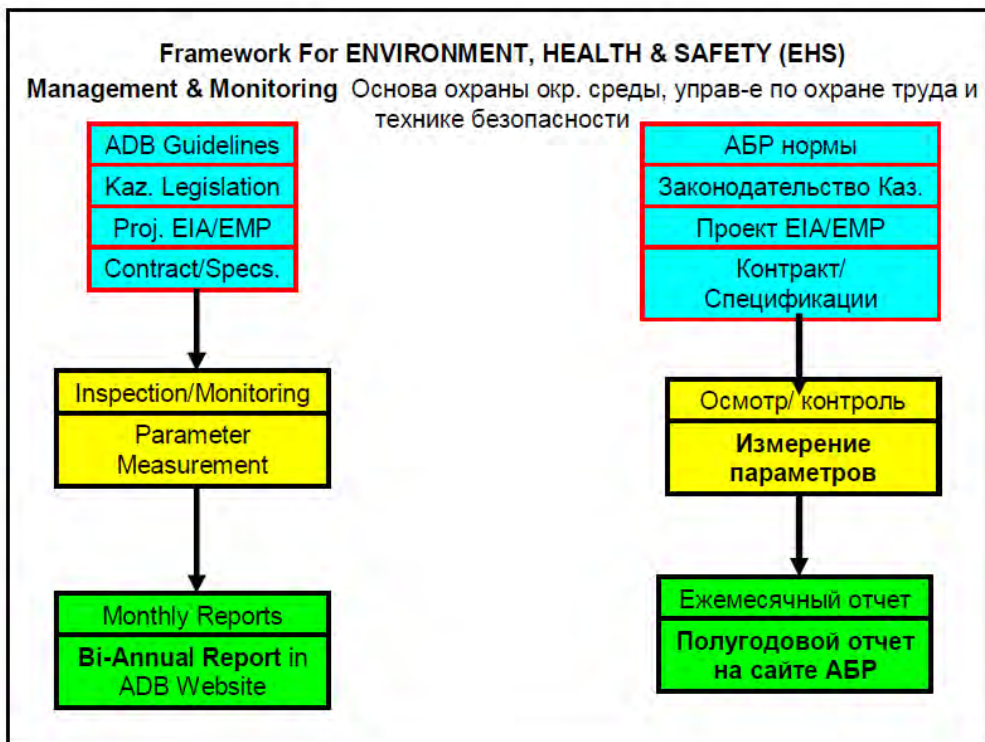 Framework For ENVIRONMENT, HEALTH & SAFETY (EHS)
Management & Monitoring Основа охраны окр. среды, управ-е по охране труда и
технике безопасности
ADB Guidelines
Kaz. Legislation
Proj. EIA/EMP
Contract/Specs.
Inspection/Monitoring
Parameter
Measurement
Monthly Reports
Bi-Annual Report in
ADB Website
АБР нормы
Законодательство Каз.
Проект EIA/EMP
Контракт/
Спецификации
Осмотр/ контроль
Измерение
параметров
Ежемесячный отчет
Полугодовой отчет
на сайте АБР